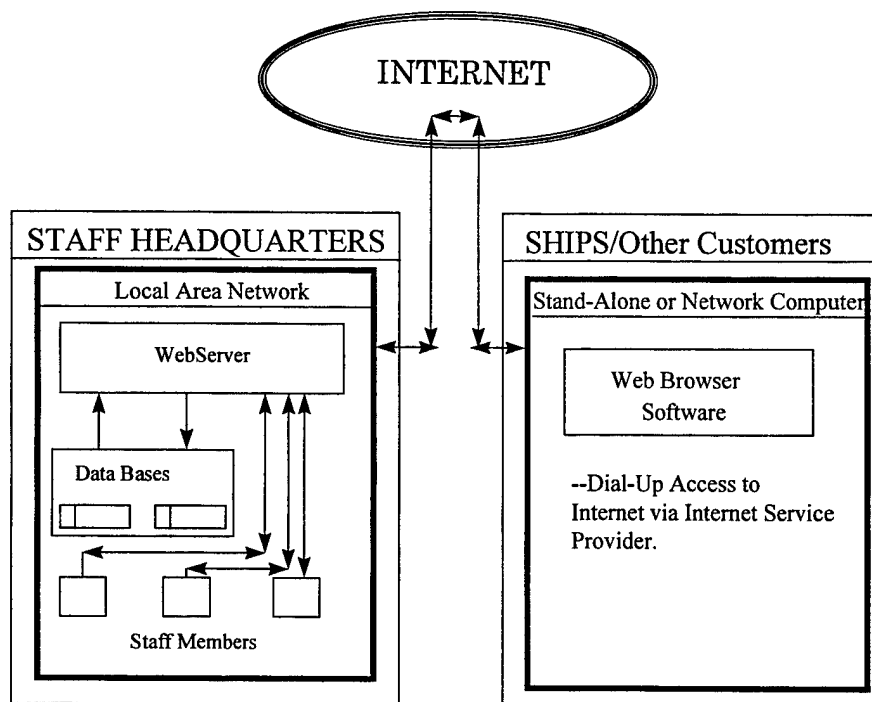 INTERNET
STAFF HEADQUARTERS
Local Area Network
WebServer
Data Bases
Staff Members
SHIPS/Other Customers
Stand-Alone or Network Computer
Web Browser
Software
--Dial-Up Access to
Internet via Internet Service
Provider.